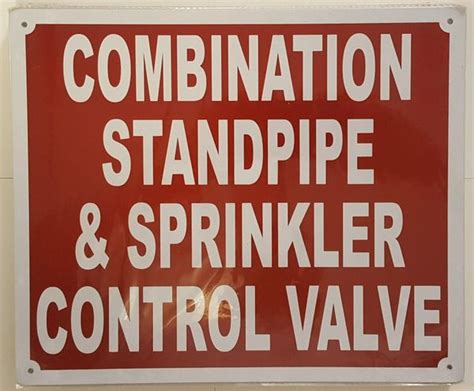 COMBINATION
STANDPIPE
& SPRINKLER
CONTROL VALVE